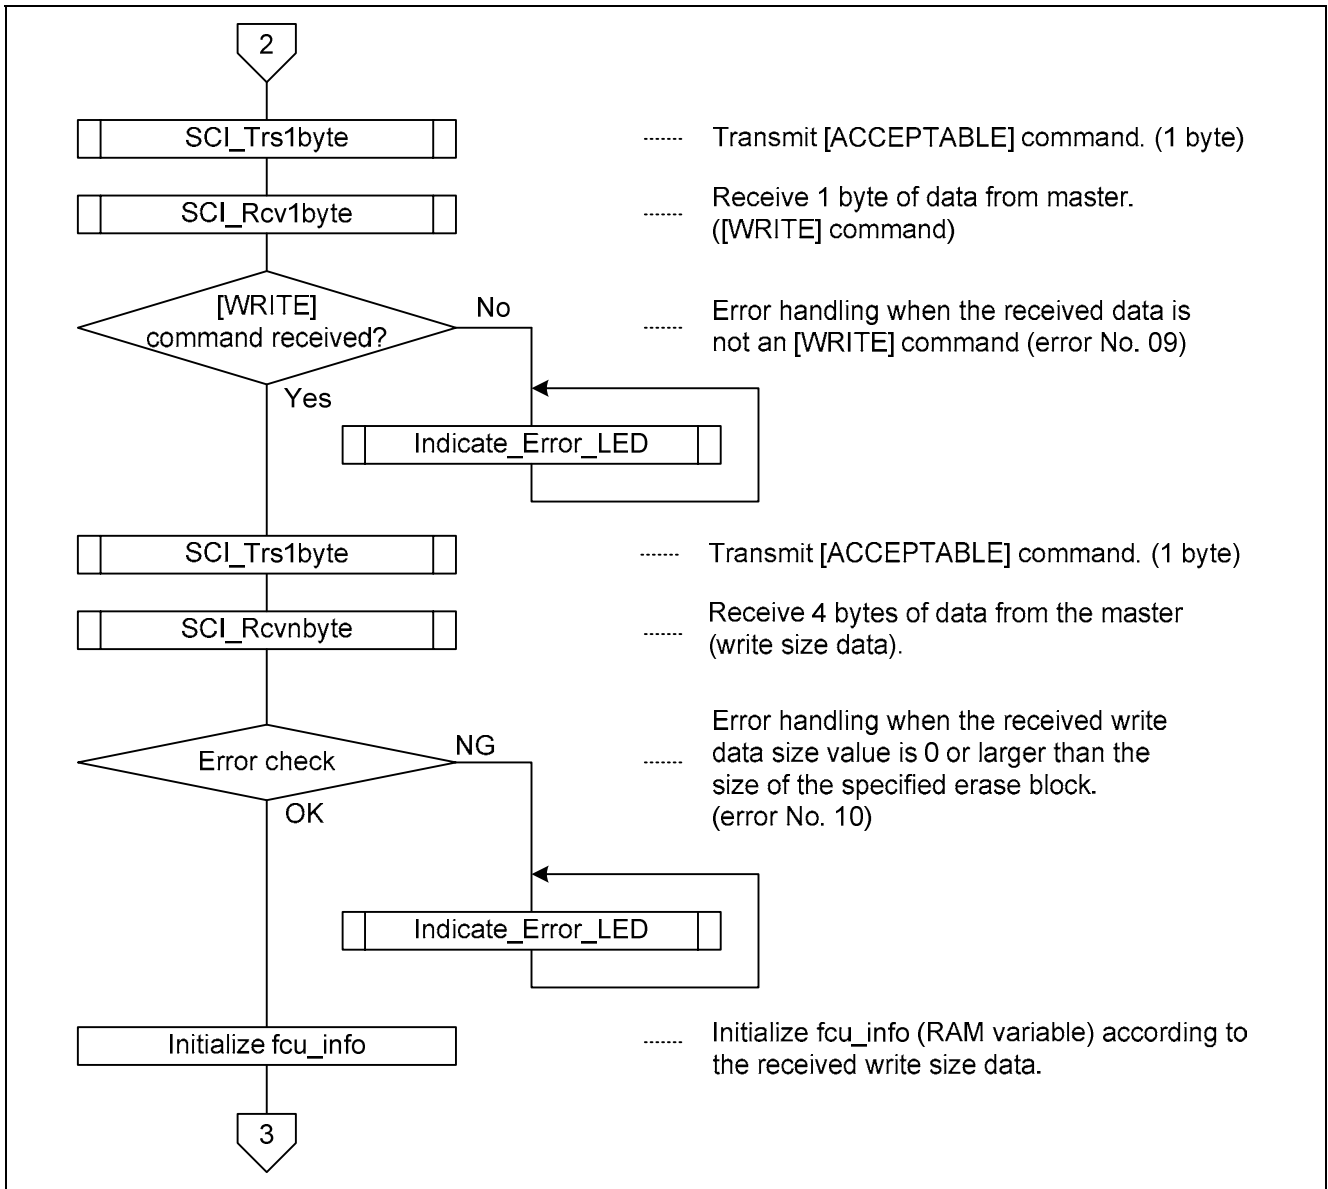 2
SCI_Trs1byte
Transmit [ACCEPTABLE] command. (1 byte)
SCI_Rcv1byte
Receive 1 byte of data from master.
([WRITE] command)
[WRITE]
command received?
No
Yes
Error handling when the received data is
not an [WRITE] command (error No. 09)
Indicate_Error_LED
SCI_Trs1byte
Transmit [ACCEPTABLE] command. (1 byte)
SCI_Rcvnbyte
Receive 4 bytes of data from the master
(write size data).
Error check
NG
OK
Error handling when the received write
data size value is 0 or larger than the
size of the specified erase block.
(error No. 10)
Indicate_Error_LED
Initialize fcu_info
Initialize fcu_info (RAM variable) according to
the received write size data.
3